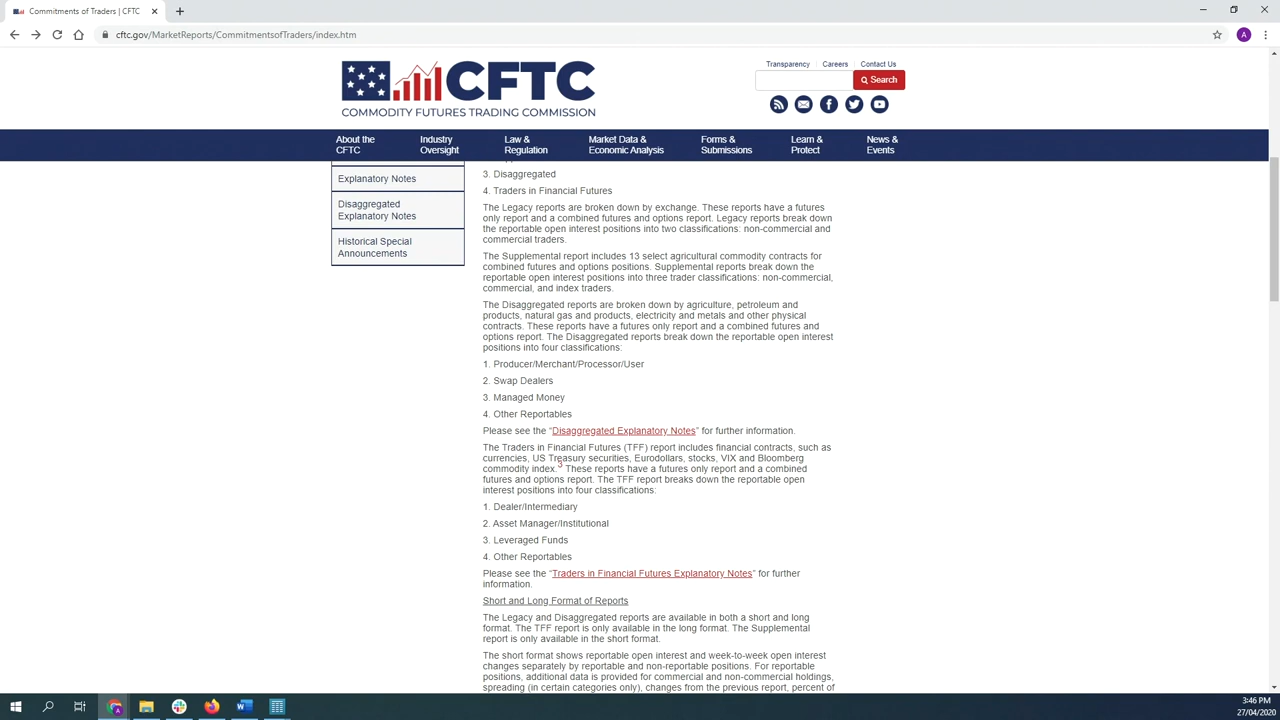 Commitments of Traders | CFTC
cftc.gov/MarketReports/CommitmentsofTraders/index.htm
A
CFTC
COMMODITY FUTURES TRADING COMMISSION
Transparency Careers Contact Us
Search
About the CFTC
Industry Oversight
Law & Regulation
Market Data & Economic Analysis
Forms & Submissions
Learn & Protect
News & Events
Explanatory Notes
Disaggregated
Explanatory Notes
Historical Special
Announcements
3. Disaggregated
4. Traders in Financial Futures
The Legacy reports are broken down by exchange. These reports have a futures
only report and a combined futures and options report. Legacy reports break down
the reportable open interest positions into two classifications: non-commercial and
commercial traders.
The Supplemental report includes 13 select agricultural commodity contracts for
combined futures and options positions. Supplemental reports break down the
reportable open interest positions into three trader classifications: non-commercial,
commercial, and index traders.
The Disaggregated reports are broken down by agriculture, petroleum and
products, natural gas and products, electricity and metals and other physical
contracts. These reports have a futures only report and a combined futures and
options report. The Disaggregated reports break down the reportable open interest
positions into four classifications:
1. Producer/Merchant/Processor/User
2. Swap Dealers
3. Managed Money
4. Other Reportables
Please see the “Disaggregated Explanatory Notes” for further information.
The Traders in Financial Futures (TFF) report includes financial contracts, such as
currencies, US Treasury securities, Eurodollars, stocks, VIX and Bloomberg
commodity index.3 These reports have a futures only report and a combined
futures and options report. The TFF report breaks down the reportable open
interest positions into four classifications:
1. Dealer/Intermediary
2. Asset Manager/Institutional
3. Leveraged Funds
4. Other Reportables
Please see the “Traders in Financial Futures Explanatory Notes” for further
information.
Short and Long Format of Reports
The Legacy and Disaggregated reports are available in both a short and long
format. The TFF report is only available in the long format. The Supplemental
report is only available in the short format.
The short format shows reportable open interest and week-to-week open interest
changes separately by reportable and non-reportable positions. For reportable
positions, additional data is provided for commercial and non-commercial holdings,
spreading (in certain categories only), changes from the previous report, percent of
3:46 PM
27/04/2020